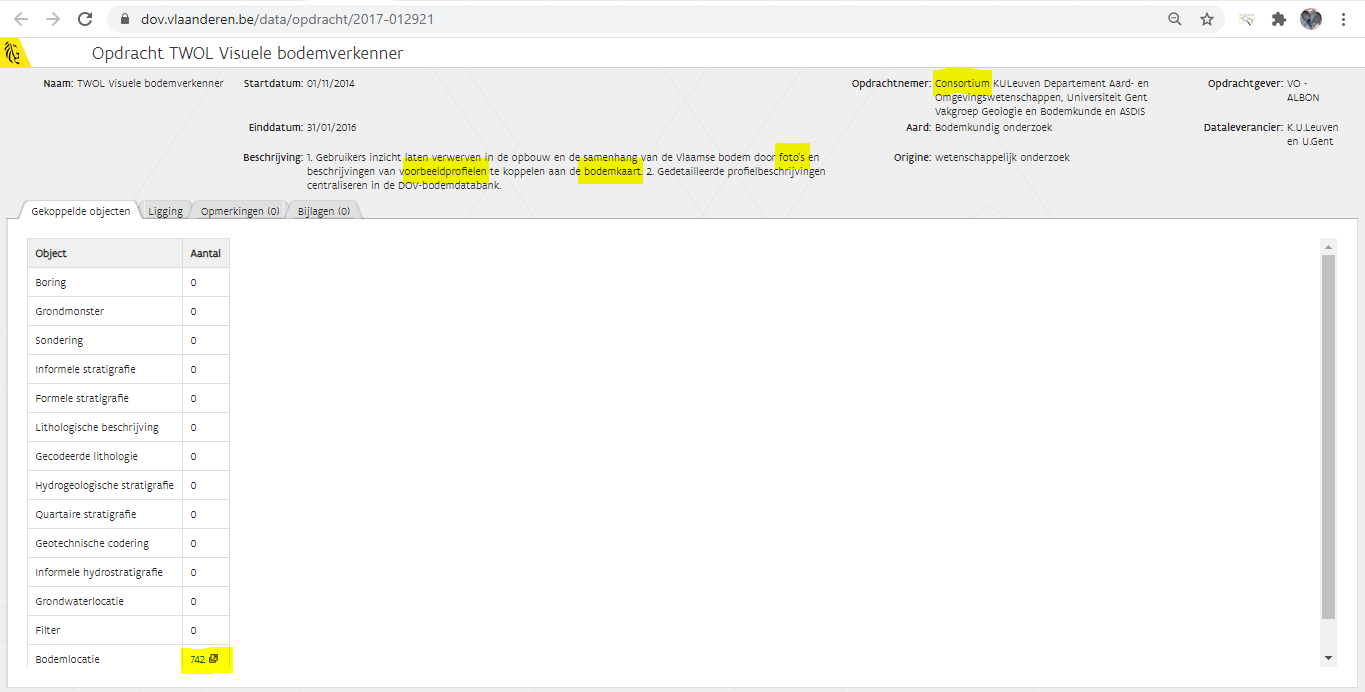 dov.vlaanderen.be/data/opdracht/2017-012921
Opdracht TWOL Visuele bodemverkenner
Naam: TWOL Visuele bodemverkenner
Startdatum: 01/11/2014
Einddatum: 31/01/2016
Beschrijving: 1. Gebruikers inzicht laten verwerven in de opbouw en de samenhang van de Vlaamse bodem door foto's en
beschrijvingen van voorbeeldprofielen te koppelen aan de bodemkaart. 2. Gedetailleerde profielbeschrijvingen
centraliseren in de DOV-bodemdatabank.
Opdrachtnemer: Consortium KULeuven Departement Aard- en
Omgevingswetenschappen, Universiteit Gent
Vakgroep Geologie en Bodemkunde en ASDIS
Aard: Bodemkundig onderzoek
Origine: wetenschappelijk onderzoek
Opdrachtgever: VO -
ALBON
Dataleverancier: K.U.Leuven
en U.Gent
Gekoppelde objecten Ligging Opmerkingen (0) Bijlagen (0)
Object Aantal
Boring 0
Grondmonster 0
Sondering 0
Informele stratigrafie 0
Formele stratigrafie 0
Lithologische beschrijving 0
Gecodeerde lithologie 0
Hydrogeologische stratigrafie 0
Quartaire stratigrafie 0
Geotechnische codering 0
Informele hydrostratigrafie 0
Grondwaterlocatie 0
Filter 0
Bodemlocatie 742